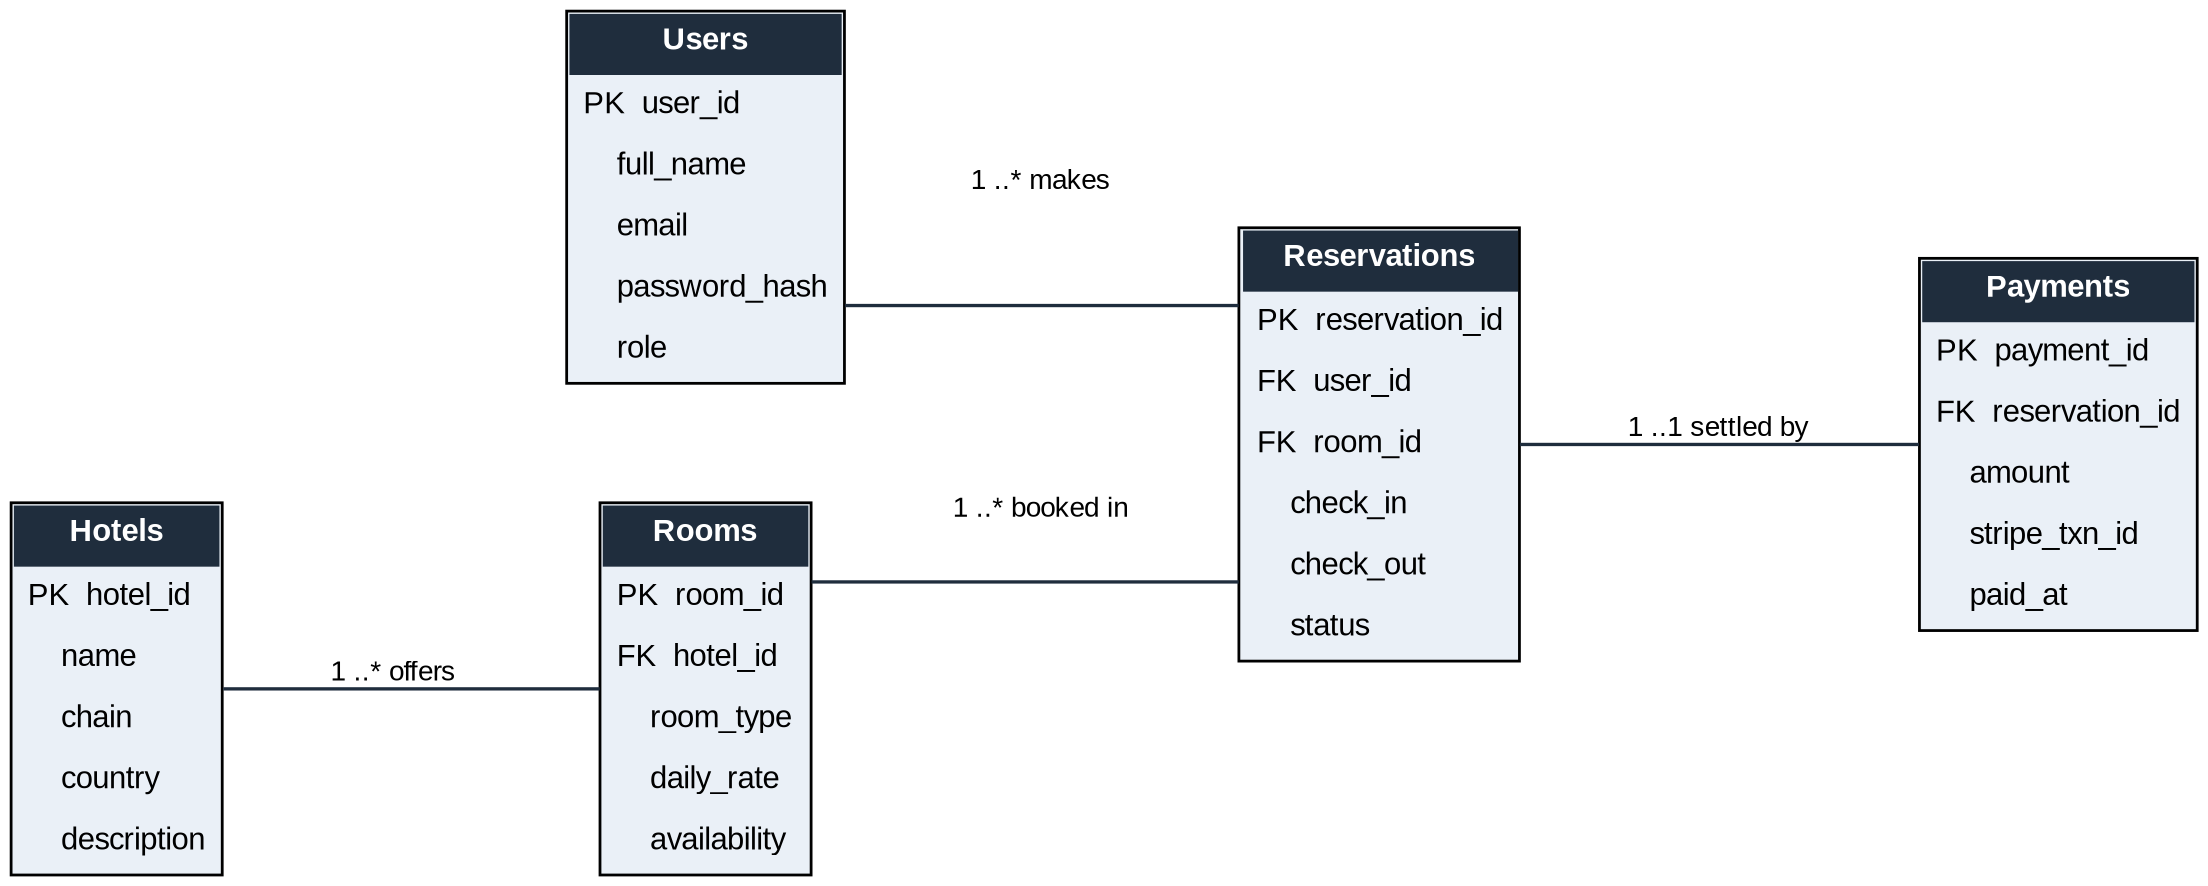 Users
PK user_id
full_name
email
password_hash
role
1 ..* makes
Hotels
PK hotel_id
name
chain
country
description
1 ..* offers
Rooms
PK room_id
FK hotel_id
room_type
daily_rate
availability
1 ..* booked in
Reservations
PK reservation_id
FK user_id
FK room_id
check_in
check_out
status
1 ..1 settled by
Payments
PK payment_id
FK reservation_id
amount
stripe_txn_id
paid_at